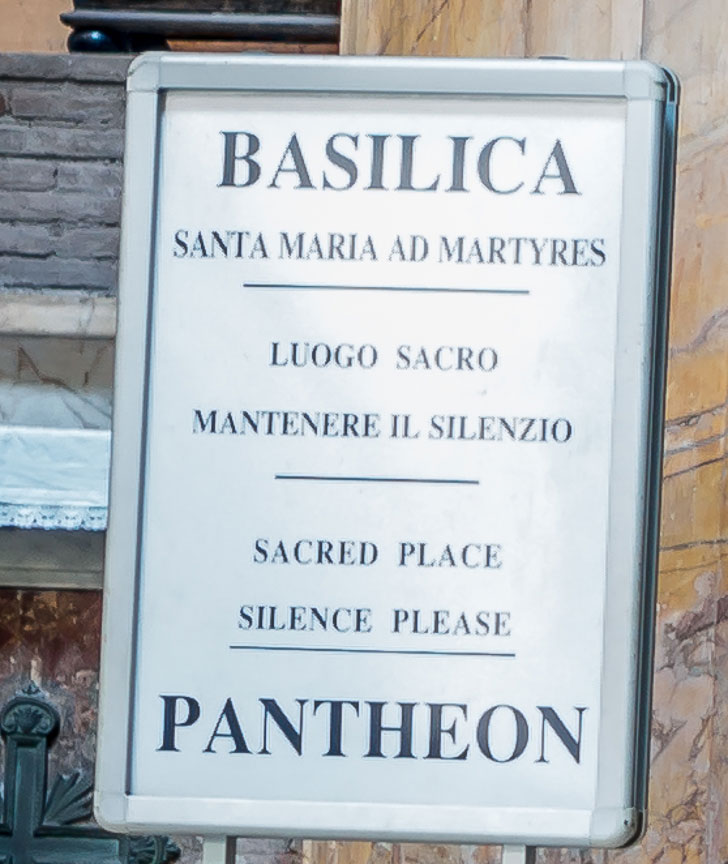 BASILICA
SANTA MARIA AD MARTYRES
LUOGO SACRO
MANTENERE IL SILENZIO
SACRED PLACE
SILENCE PLEASE
PANTHEON